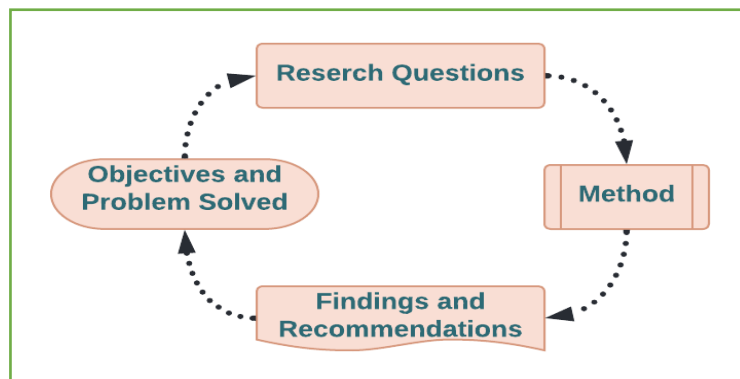 Reserch Questions
Method
Findings and
Recommendations
Objectives and
Problem Solved